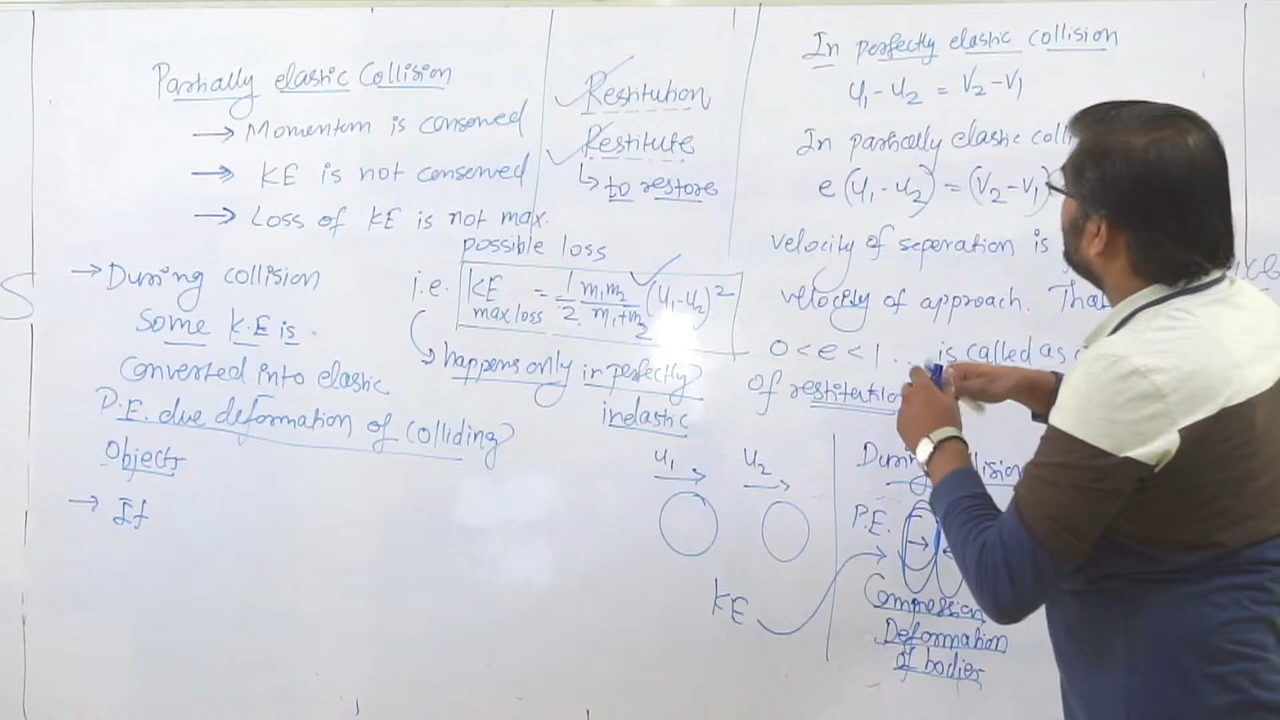 Partially elastic Collision
→ Momentum is conserved
→ KE is not conserved
→ Loss of KE is not max.
possible loss
i.e. KE max loss = 1/2 m₁m₂/m₁+m₂ (u₁-u₂)²
↳ happens only in perfectly
inelastic
→ During collision
Some K.E is
converted into elastic
P.E. due deformation of colliding
Objects
→ If
Restitution
Restitute
↳ to restore
In perfectly elastic collision
u₁-u₂ = V₂-V₁
In partically elastic colli
e(u₁-u₂) = (V₂-V₁)
velocity of seperation is
velocity of approach. That
0<e<1 ... is called as
of restitution
u₁ → u₂ →
KE
During collision
P.E.
Compression
Deformation
of bodies